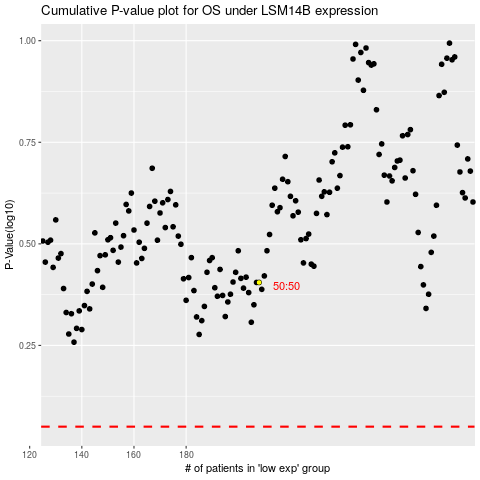 Cumulative P-value plot for OS under LSM14B expression
1.00
0.75
0.50
0.25
P-Value(log10)
50:50
120 140 160 180
# of patients in 'low exp' group